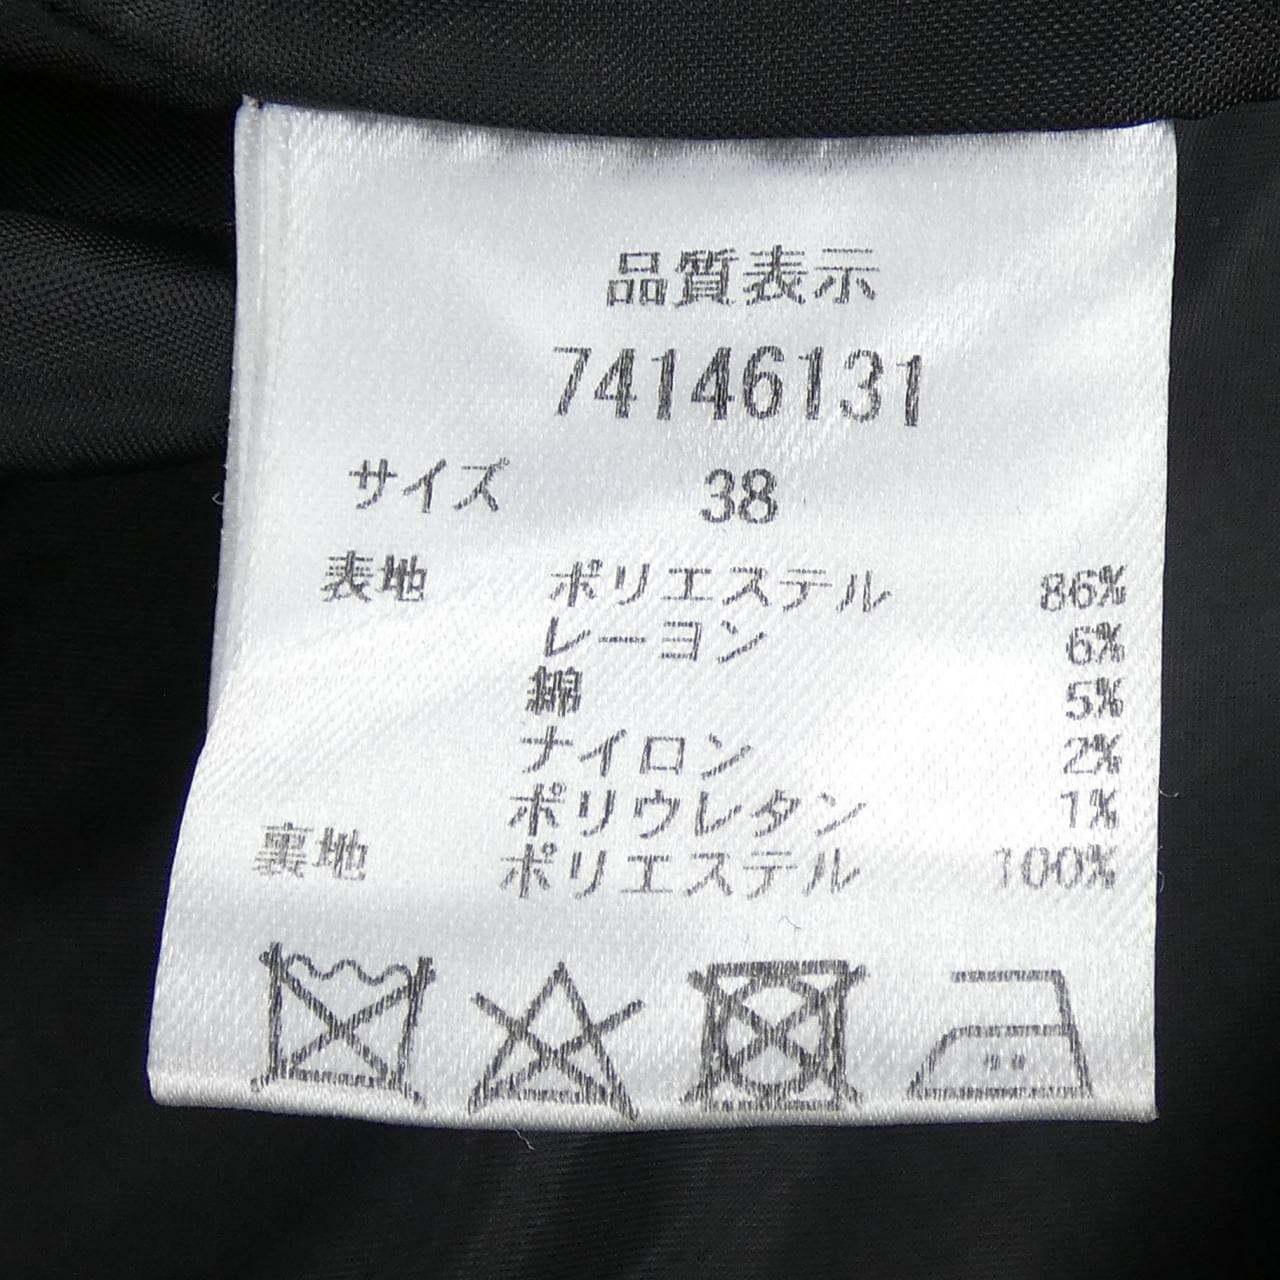 品質表示
74146131
サイズ 38
表地 ポリエステル 86%
レーヨン 6%
綿 5%
ナイロン 2%
ポリウレタン 1%
裏地 ポリエステル 100%